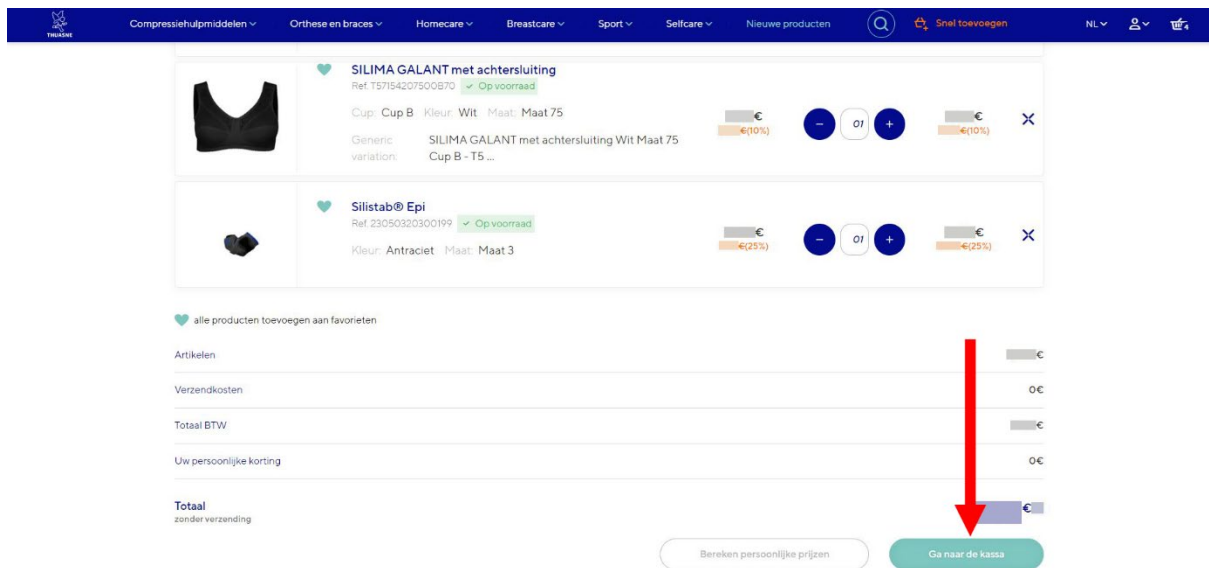 THUASNE
Compressiehulpmiddelen Orthese en braces Homecare Breastcare Sport Selfcare Nieuwe producten Snel toevoegen NL 4
SILIMA GALANT met achtersluiting
Ref. T57154207500B70 Op voorraad
Cup: Cup B Kleur: Wit Maat: Maat 75
Generic variation: SILIMA GALANT met achtersluiting Wit Maat 75
Cup B - T5 ...
€ - 01 + €
€(10%) €(10%)
Silistab® Epi
Ref. 23050320300199 Op voorraad
Kleur: Antraciet Maat: Maat 3
€ - 01 + €
€(25%) €(25%)
alle producten toevoegen aan favorieten
Artikelen €
Verzendkosten 0€
Totaal BTW €
Uw persoonlijke korting 0€
Totaal €
zonder verzending
Bereken persoonlijke prijzen Ga naar de kassa